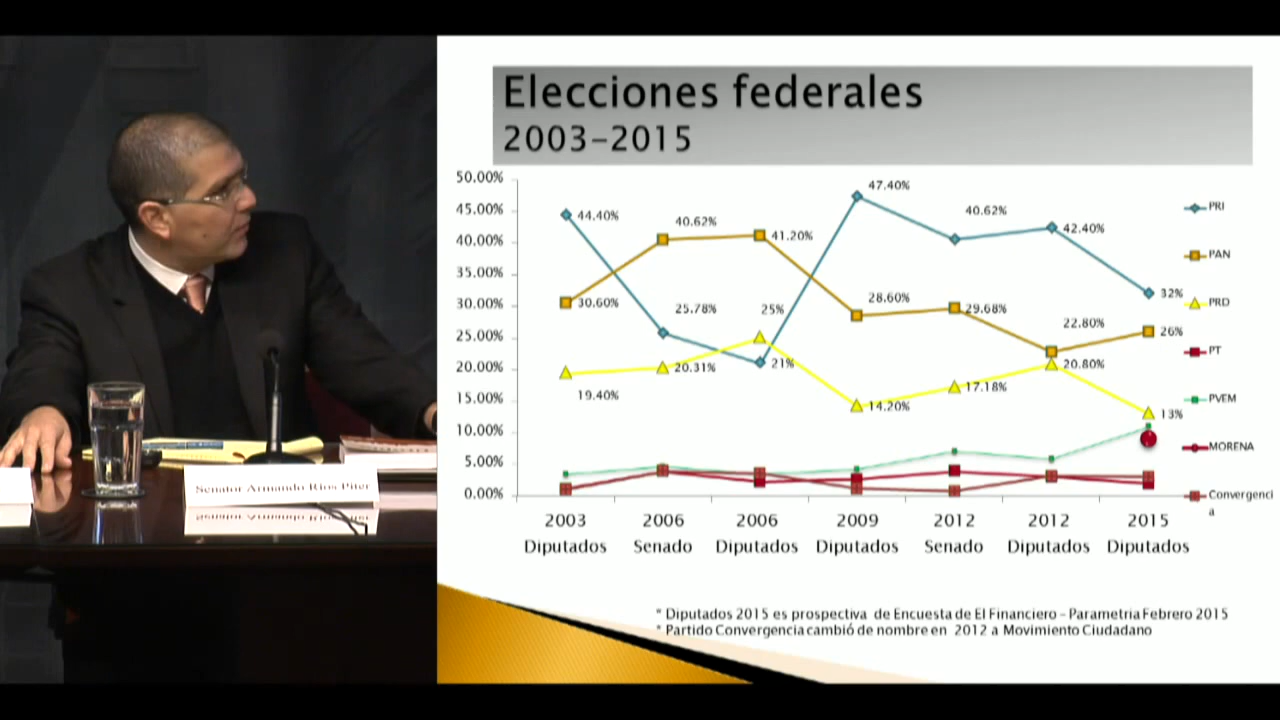 Elecciones federales
2003-2015
50.00%
45.00%
40.00%
35.00%
30.00%
25.00%
20.00%
15.00%
10.00%
5.00%
0.00%
44.40%
40.62%
41.20%
47.40%
40.62%
42.40%
32%
30.60%
25.78%
25%
28.60%
29.68%
22.80%
26%
19.40%
20.31%
21%
14.20%
17.18%
20.80%
13%
PRI
PAN
PRD
PT
PVEM
MORENA
Convergenci
a
2003 2006 2006 2009 2012 2012 2015
Diputados Senado Diputados Diputados Senado Diputados Diputados
* Diputados 2015 es prospectiva de Encuesta de El Financiero – Parametria Febrero 2015
* Partido Convergencia cambió de nombre en 2012 a Movimiento Ciudadano
Senator Armando Ríos Piter